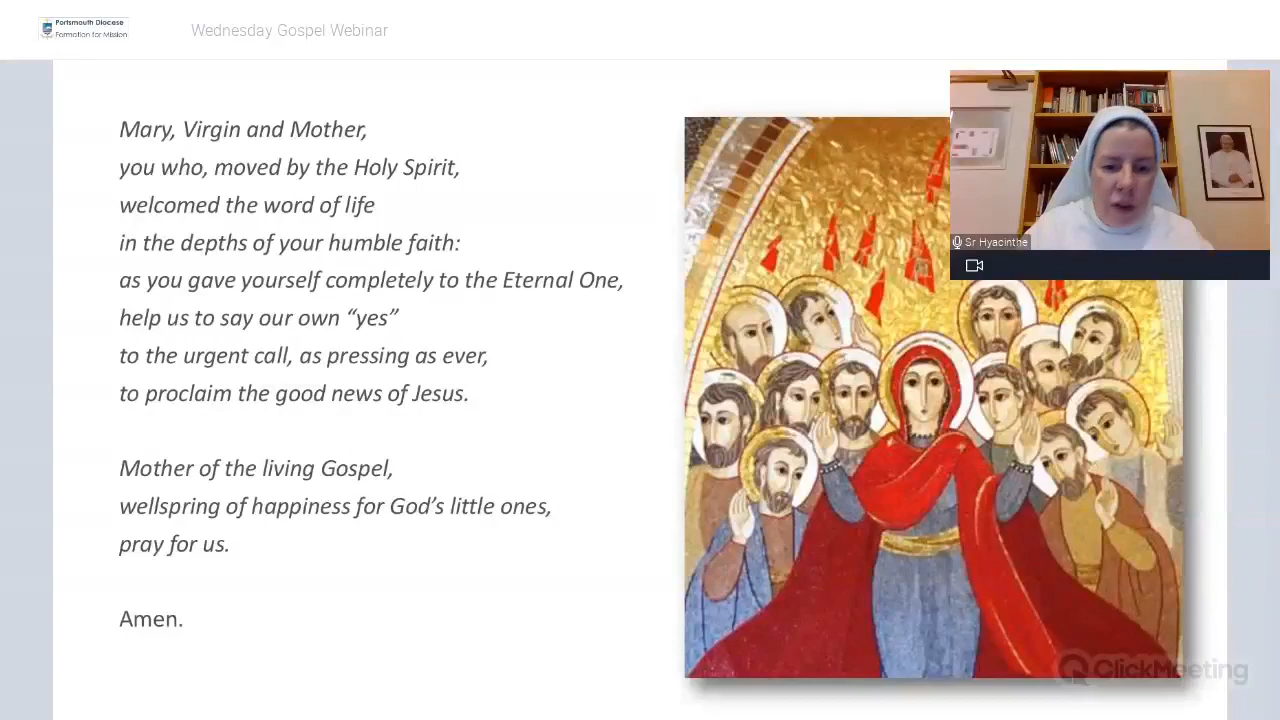 Portsmouth Diocese
Formation for Mission
Wednesday Gospel Webinar
Mary, Virgin and Mother,
you who, moved by the Holy Spirit,
welcomed the word of life
in the depths of your humble faith:
as you gave yourself completely to the Eternal One,
help us to say our own “yes”
to the urgent call, as pressing as ever,
to proclaim the good news of Jesus.
Mother of the living Gospel,
wellspring of happiness for God’s little ones,
pray for us.
Amen.
Sr Hyacinthe
ClickMeeting